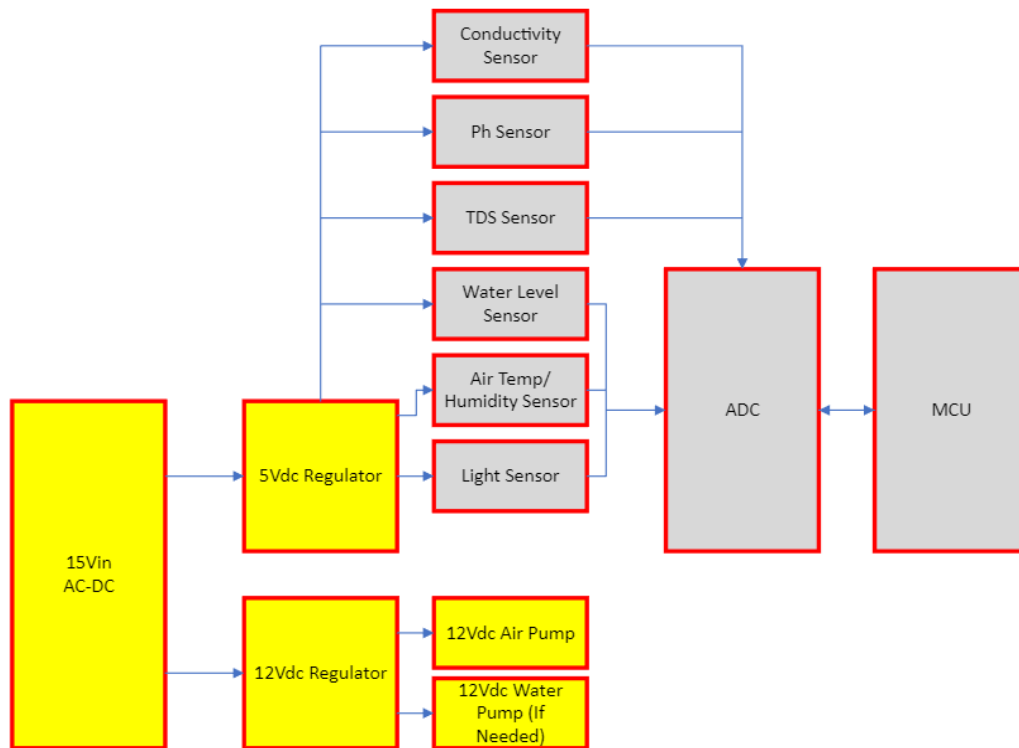 Conductivity
Sensor
Ph Sensor
TDS Sensor
Water Level
Sensor
Air Temp/
Humidity Sensor
Light Sensor
ADC
MCU
5Vdc Regulator
15Vin
AC-DC
12Vdc Regulator
12Vdc Air Pump
12Vdc Water
Pump (If
Needed)